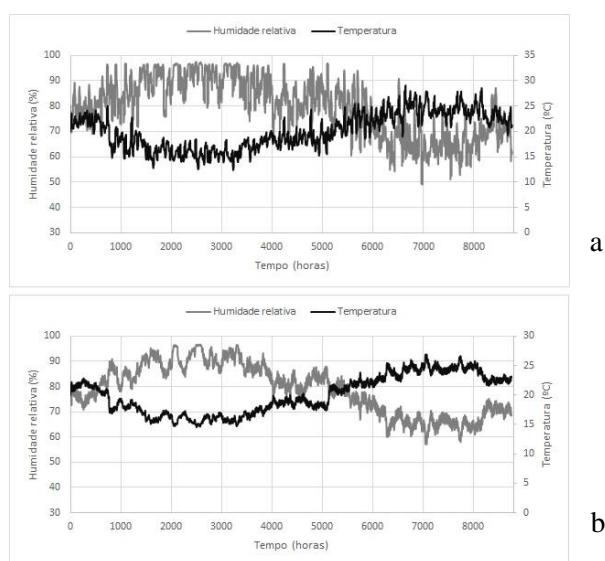 Humidade relativa Temperatura
100
90
80
70
60
50
40
30
35
30
25
20
15
10
5
0
0 1000 2000 3000 4000 5000 6000 7000 8000
Humidade relativa (%)
Temperatura (ºC)
Tempo (horas)
a
Humidade relativa Temperatura
100
90
80
70
60
50
40
30
30
25
20
15
10
5
0
0 1000 2000 3000 4000 5000 6000 7000 8000
Humidade relativa (%)
Temperatura (ºC)
Tempo (horas)
b